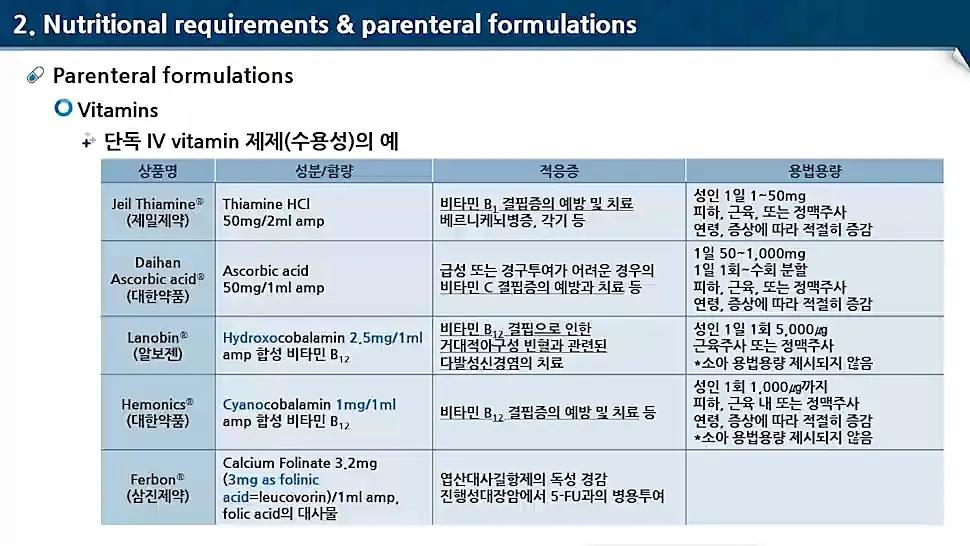 2. Nutritional requirements & parenteral formulations
Parenteral formulations
Vitamins
단독 IV vitamin 제제(수용성)의 예
상품명 성분/함량 적응증 용법용량
Jeil Thiamine®
(제일제약)
Thiamine HCl
50mg/2ml amp
비타민 B1 결핍증의 예방 및 치료
베르니케뇌병증, 각기 등
성인 1일 1~50mg
피하, 근육, 또는 정맥주사
연령, 증상에 따라 적절히 증감
Daihan
Ascorbic acid®
(대한약품)
Ascorbic acid
50mg/1ml amp
급성 또는 경구투여가 어려운 경우의
비타민 C 결핍증의 예방과 치료 등
1일 50~1,000mg
1일 1회~수회 분할
피하, 근육, 또는 정맥주사
연령, 증상에 따라 적절히 증감
Lanobin®
(알보젠)
Hydroxocobalamin 2.5mg/1ml
amp 합성 비타민 B12
비타민 B12 결핍으로 인한
거대적아구성 빈혈과 관련된
다발성신경염의 치료
성인 1일 1회 5,000㎍
근육주사 또는 정맥주사
*소아 용법용량 제시되지 않음
Hemonics®
(대한약품)
Cyanocobalamin 1mg/1ml
amp 합성 비타민 B12
비타민 B12 결핍증의 예방 및 치료 등
성인 1회 1,000㎍까지
피하, 근육 내 또는 정맥주사
연령, 증상에 따라 적절히 증감
*소아 용법용량 제시되지 않음
Ferbon®
(삼진제약)
Calcium Folinate 3.2mg
(3mg as folinic
acid=leucovorin)/1ml amp,
folic acid의 대사물
엽산대사길항제의 독성 경감
진행성대장암에서 5-FU과의 병용투여